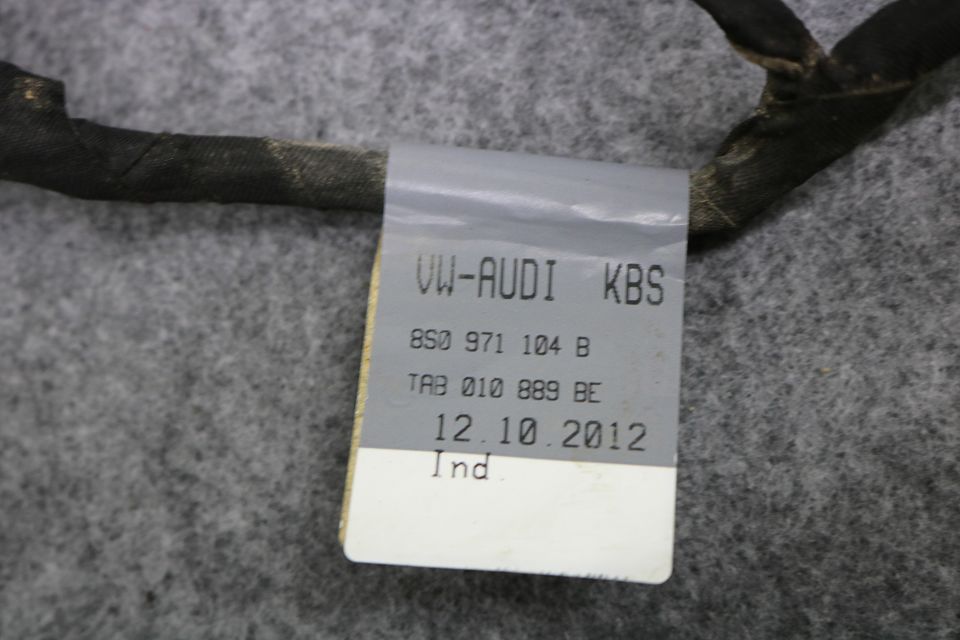 VW-AUDI KBS
8S0 971 104 B
TAB 010 889 BE
12.10.2012
Ind.